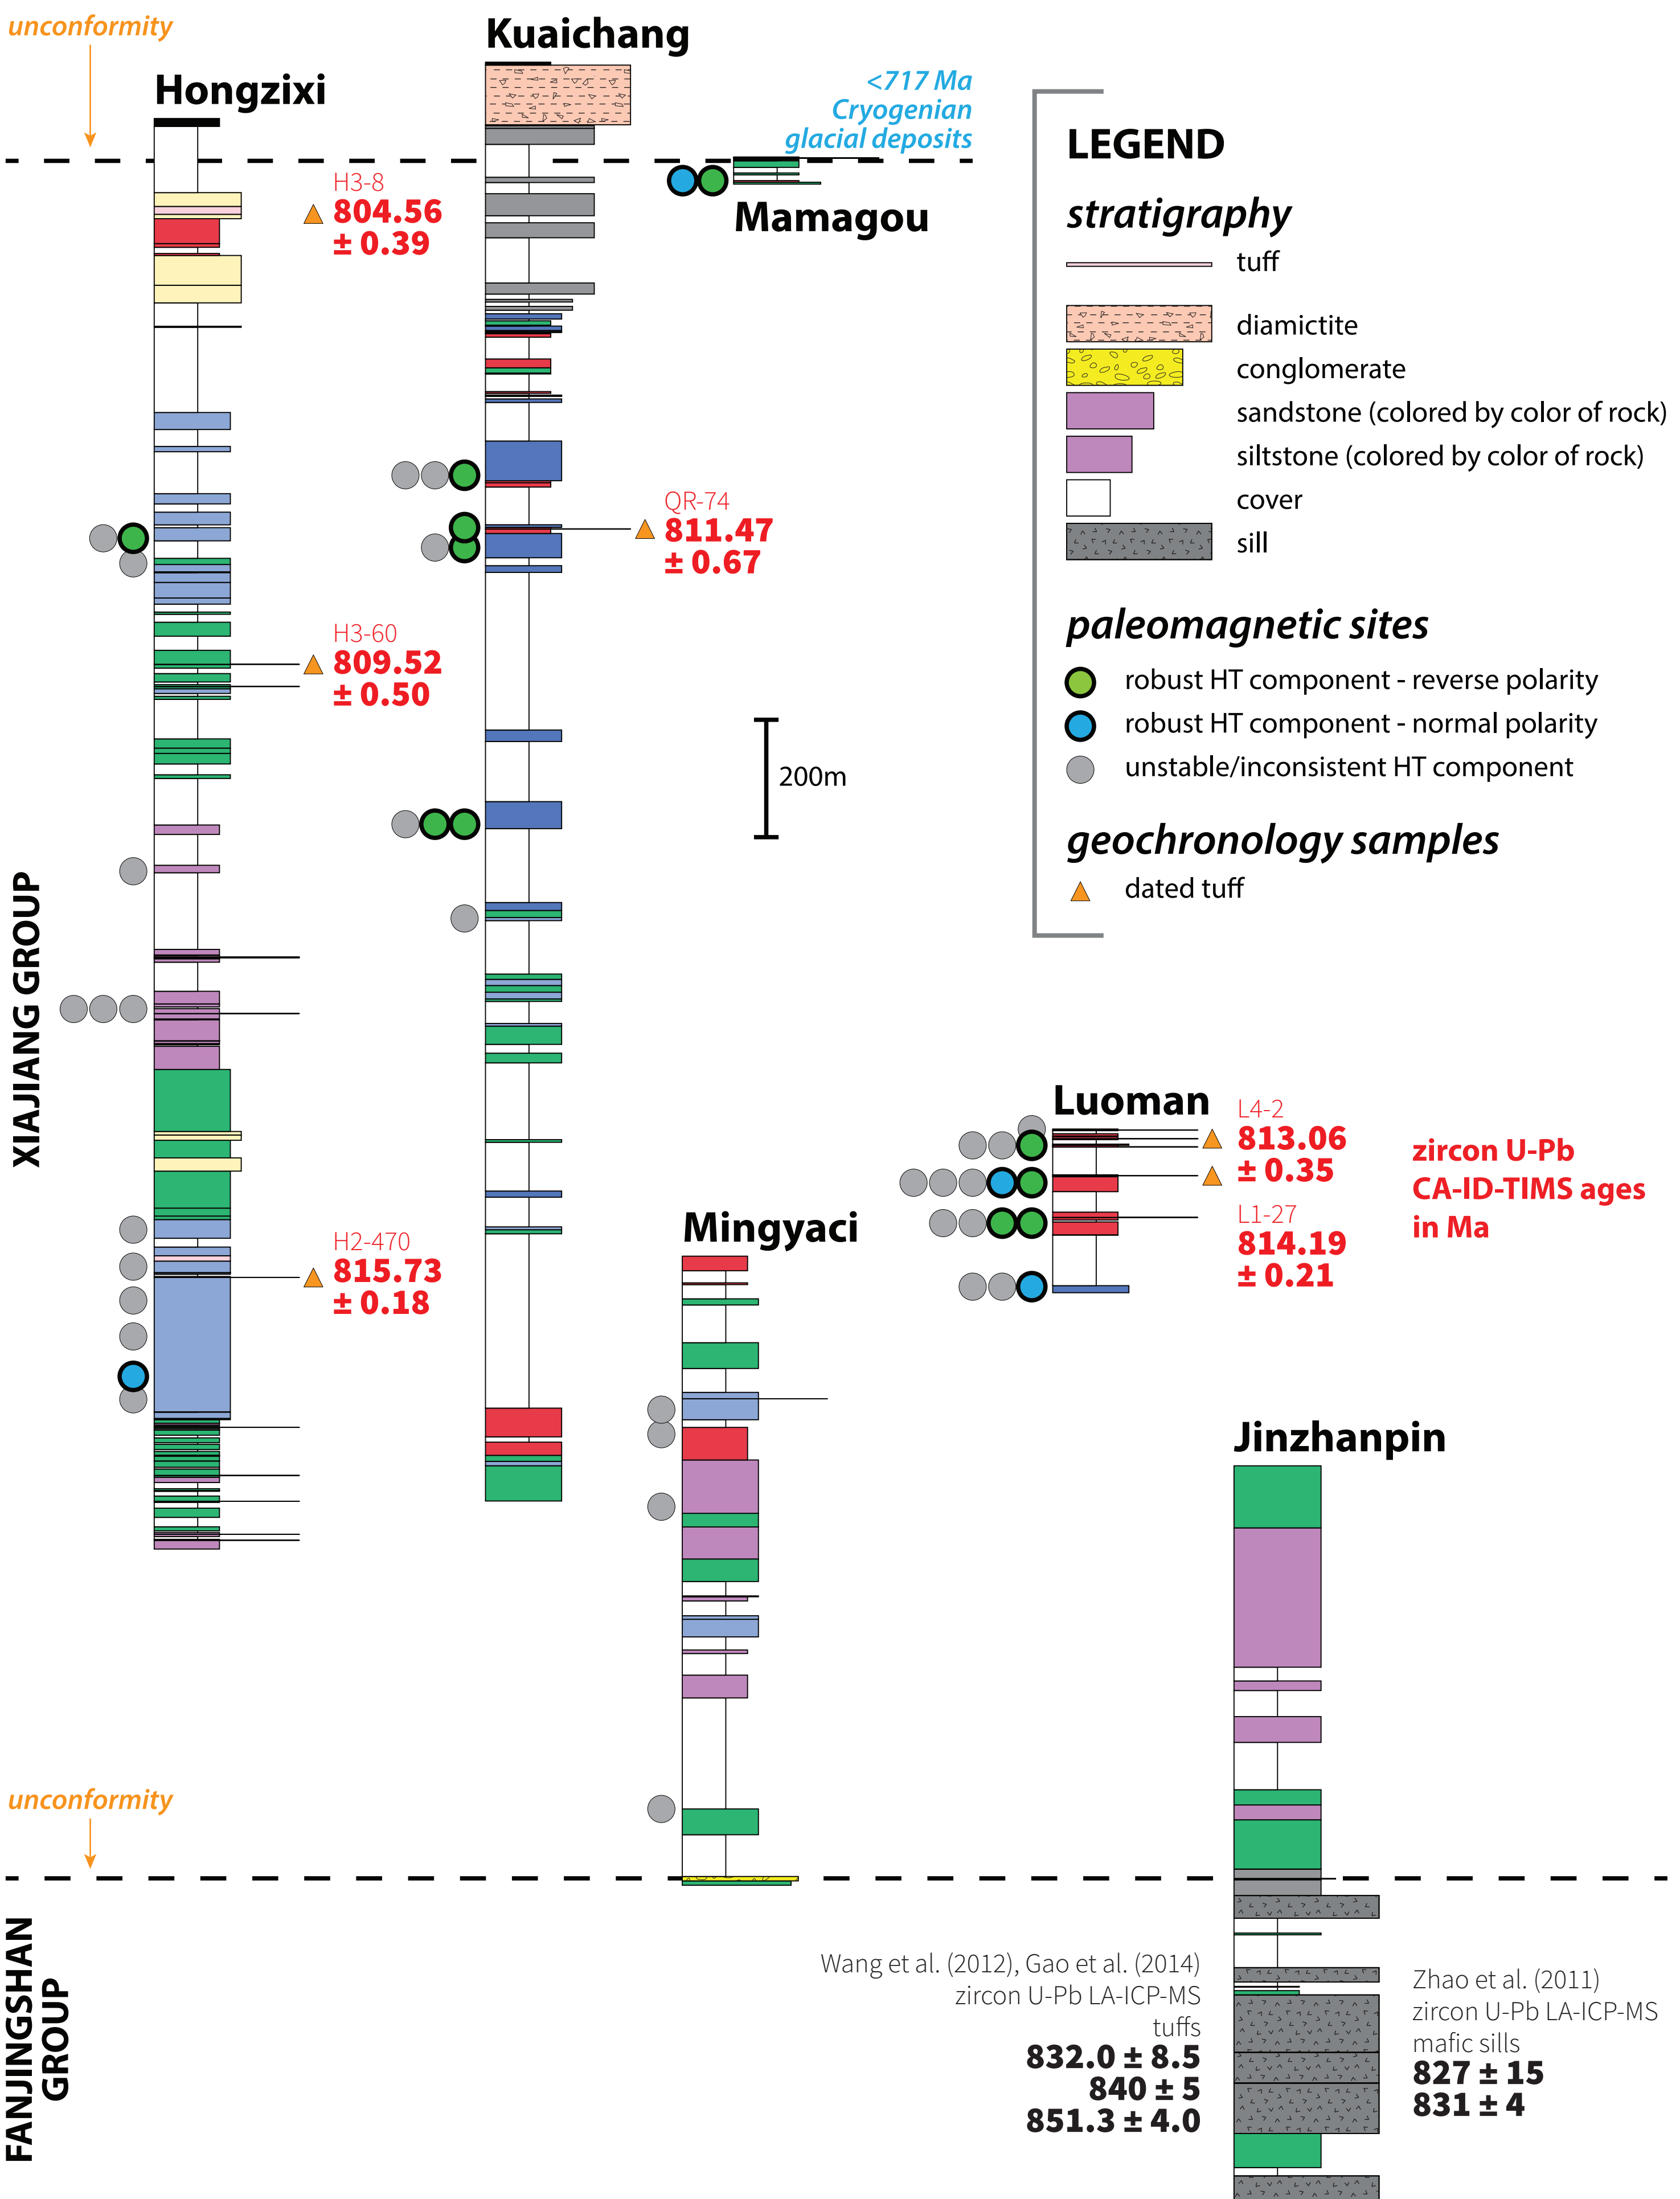 unconformity
Kuaichang
Hongzixi
<717 Ma
Cryogenian
glacial deposits
Mamagou
H3-8
804.56
± 0.39
QR-74
811.47
± 0.67
H3-60
809.52
± 0.50
200m
XIAJIANG GROUP
LEGEND
stratigraphy
tuff
diamictite
conglomerate
sandstone (colored by color of rock)
siltstone (colored by color of rock)
cover
sill
paleomagnetic sites
robust HT component - reverse polarity
robust HT component - normal polarity
unstable/inconsistent HT component
geochronology samples
dated tuff
Luoman
L4-2
813.06
± 0.35
L1-27
814.19
± 0.21
zircon U-Pb
CA-ID-TIMS ages
in Ma
Mingyaci
H2-470
815.73
± 0.18
Jinzhanpin
unconformity
FANJINGSHAN
GROUP
Wang et al. (2012), Gao et al. (2014)
zircon U-Pb LA-ICP-MS
tuffs
832.0 ± 8.5
840 ± 5
851.3 ± 4.0
Zhao et al. (2011)
zircon U-Pb LA-ICP-MS
mafic sills
827 ± 15
831 ± 4